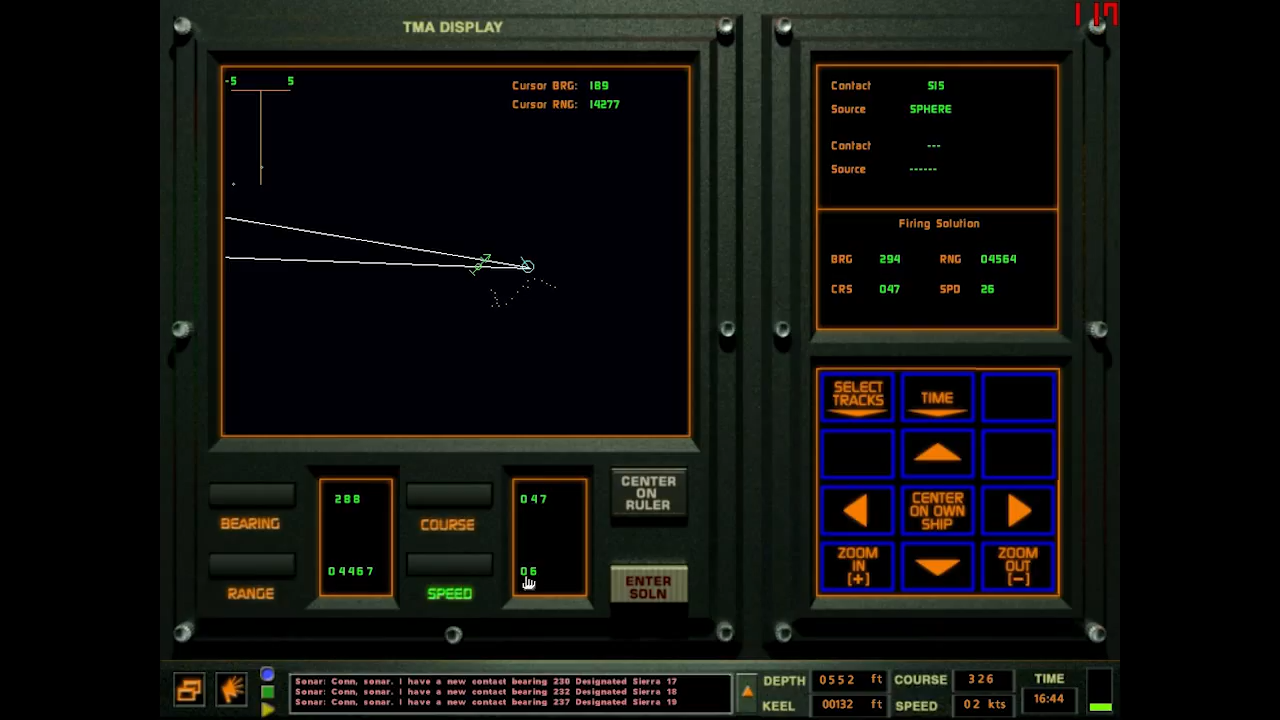 117
TMA DISPLAY
-5 5
Cursor BRG: 189
Cursor RNG: 14277
Contact S15
Source SPHERE
Contact ---
Source ------
Firing Solution
BRG 294 RNG 04564
CRS 047 SPD 26
SELECT TRACKS
TIME
CENTER ON OWN SHIP
ZOOM IN [+]
ZOOM OUT [-]
288
BEARING
04467
RANGE
047
COURSE
06
SPEED
CENTER ON RULER
ENTER SOLN
Sonar: Conn, sonar. I have a new contact bearing 230 Designated Sierra 17
Sonar: Conn, sonar. I have a new contact bearing 232 Designated Sierra 18
Sonar: Conn, sonar. I have a new contact bearing 237 Designated Sierra 19
DEPTH 0552 ft COURSE 326 TIME
KEEL 00132 ft SPEED 02 kts 16:44